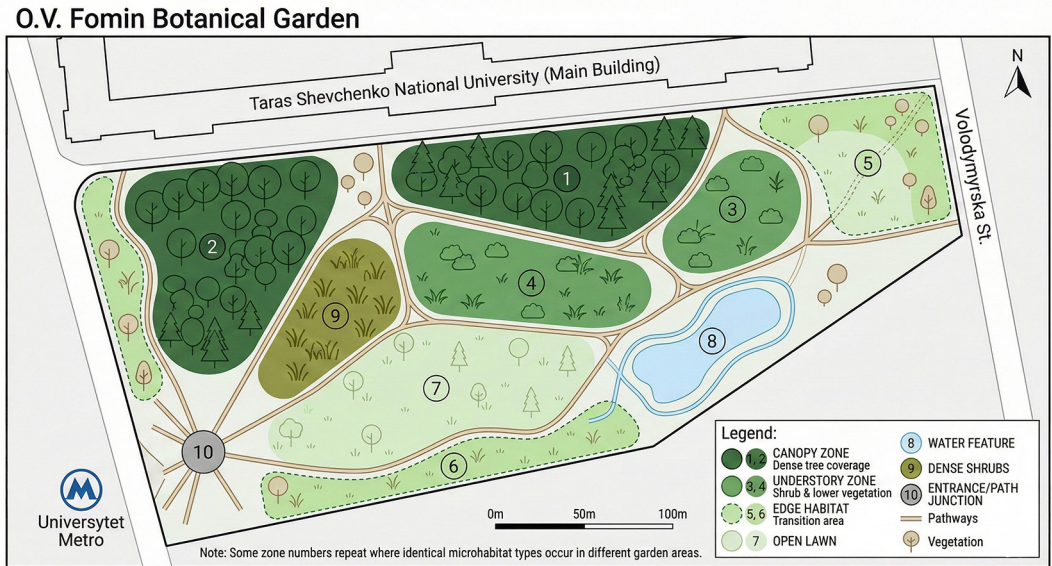 O.V. Fomin Botanical Garden
Taras Shevchenko National University (Main Building)
N
Volodymyrska St.
1
2
3
4
5
6
7
8
9
10
M
Universytet
Metro
0m
50m
100m
Note: Some zone numbers repeat where identical microhabitat types occur in different garden areas.
Legend:
1, 2 CANOPY ZONE
Dense tree coverage
3, 4 UNDERSTORY ZONE
Shrub & lower vegetation
5, 6 EDGE HABITAT
Transition area
7 OPEN LAWN
8 WATER FEATURE
9 DENSE SHRUBS
10 ENTRANCE/PATH
JUNCTION
Pathways
Vegetation